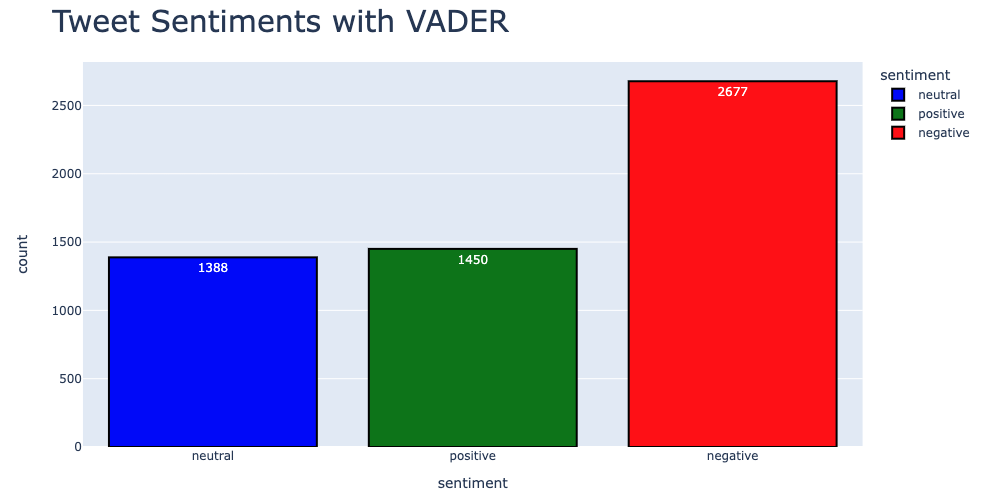 Tweet Sentiments with VADER
sentiment
neutral
positive
negative
2500
2000
1500
1000
500
0
count
1388
1450
2677
neutral
positive
negative
sentiment